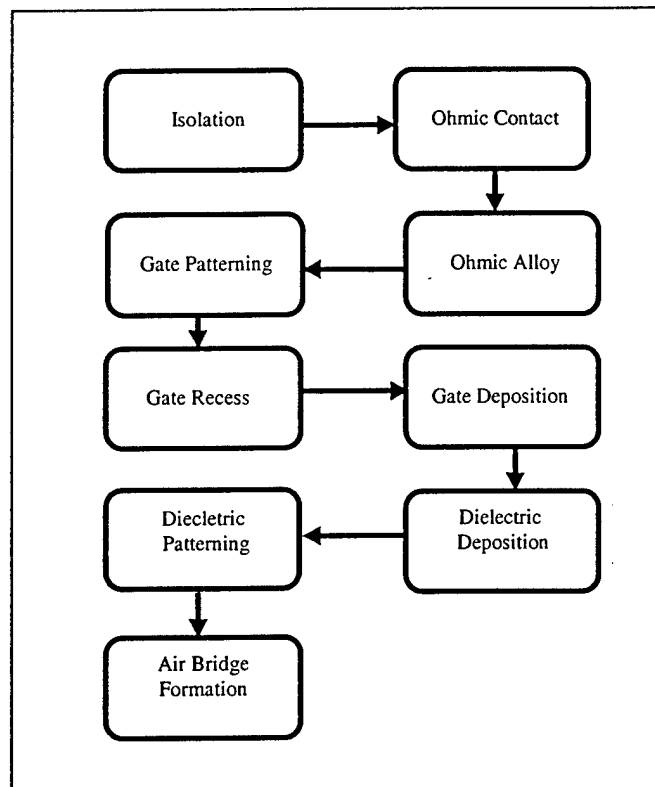 Isolation
Ohmic Contact
Ohmic Alloy
Gate Patterning
Gate Recess
Gate Deposition
Dielectric
Deposition
Diecletric
Patterning
Air Bridge
Formation